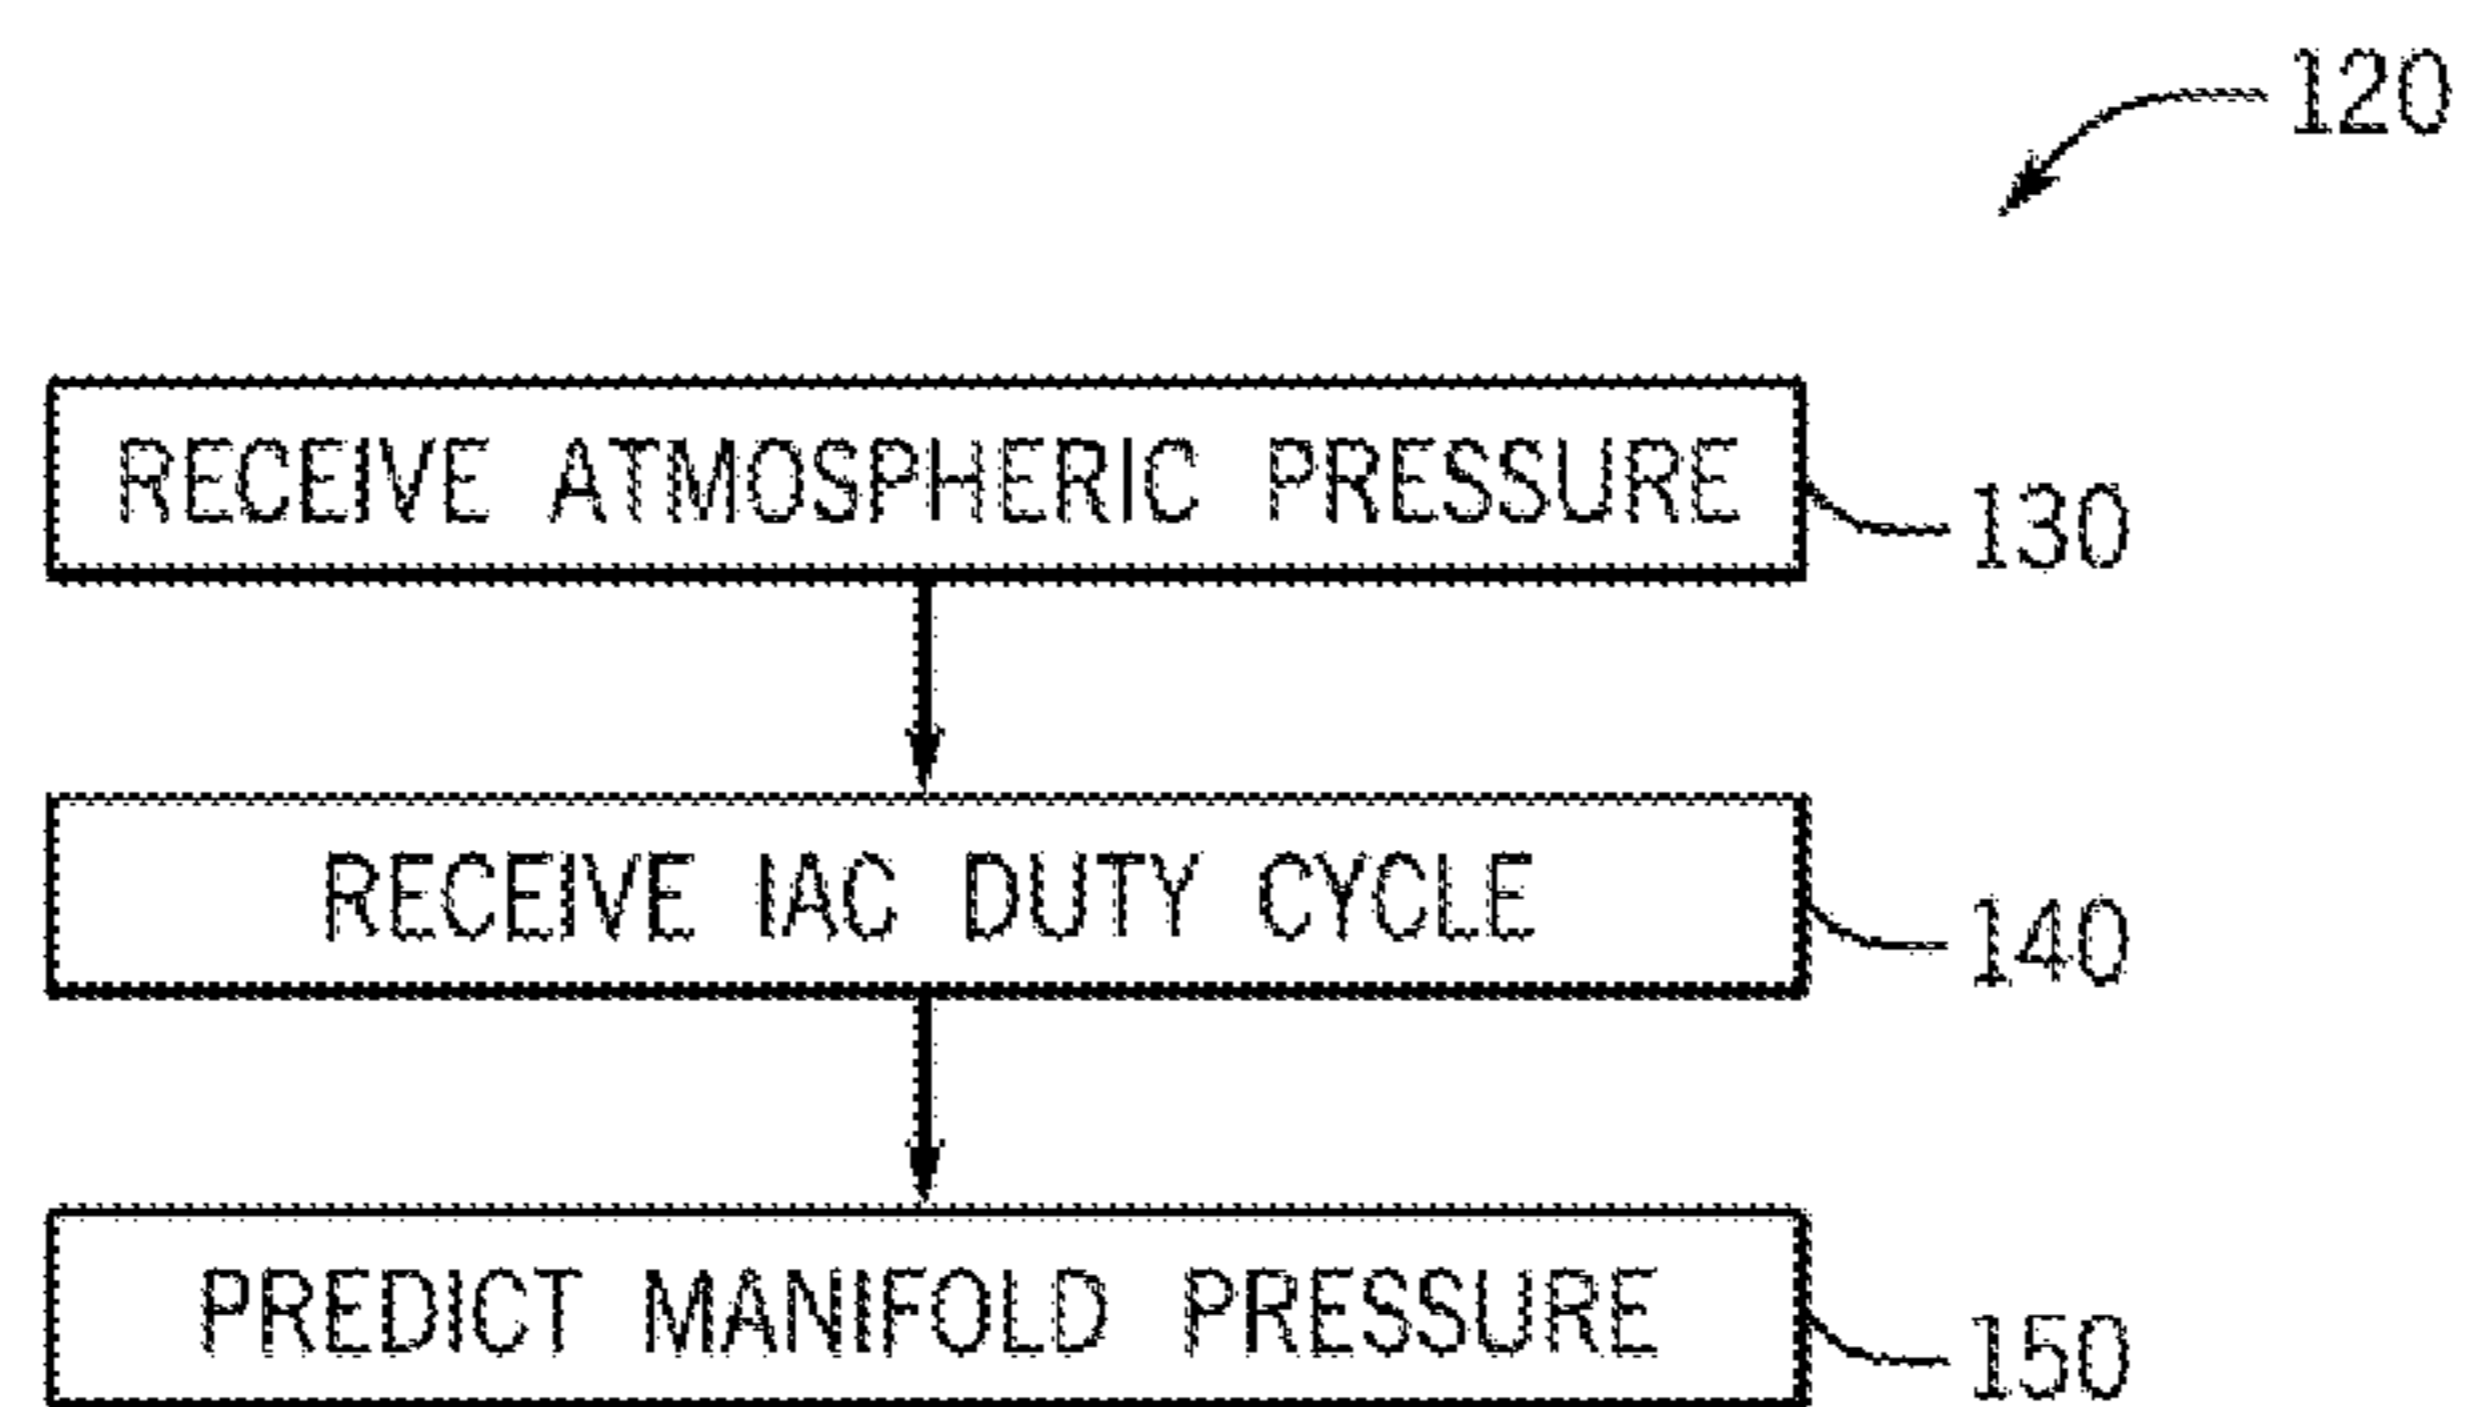 120
RECEIVE ATMOSPHERIC PRESSURE
130
RECEIVE IAC DUTY CYCLE
140
PREDICT MANIFOLD PRESSURE
150